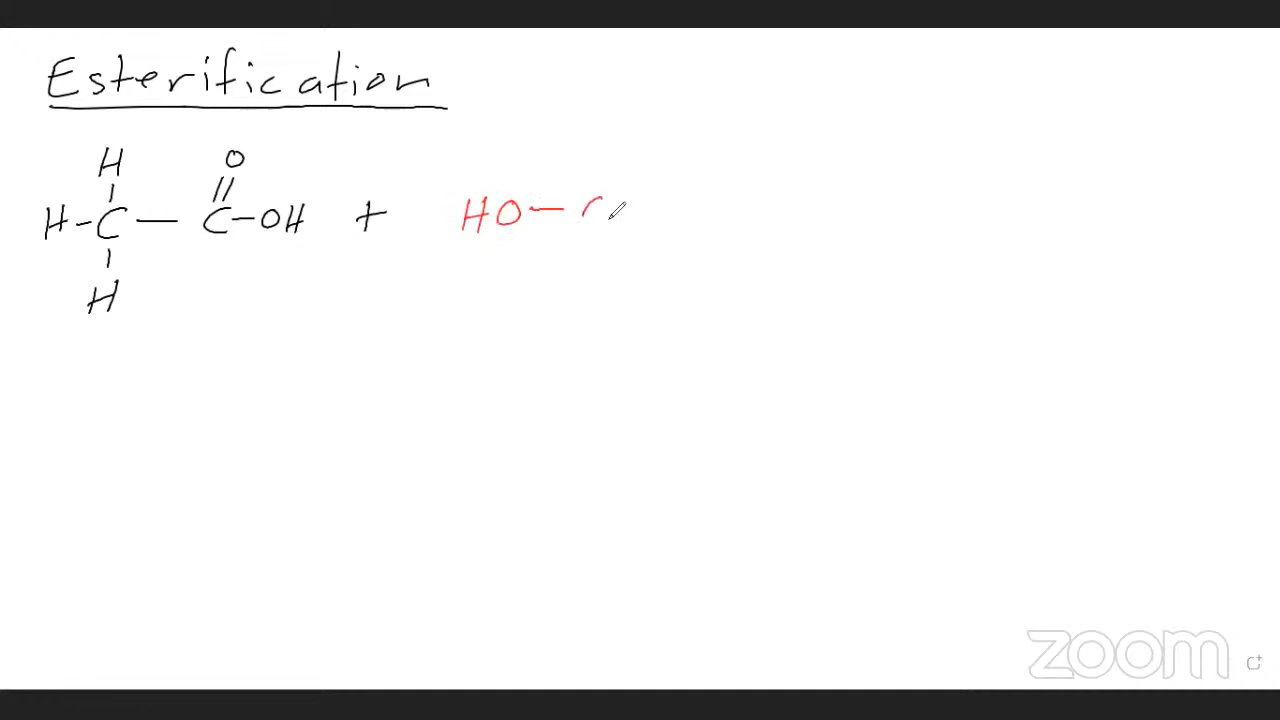 Esterification
H O
H-C — C-OH + HO—
H
zoom